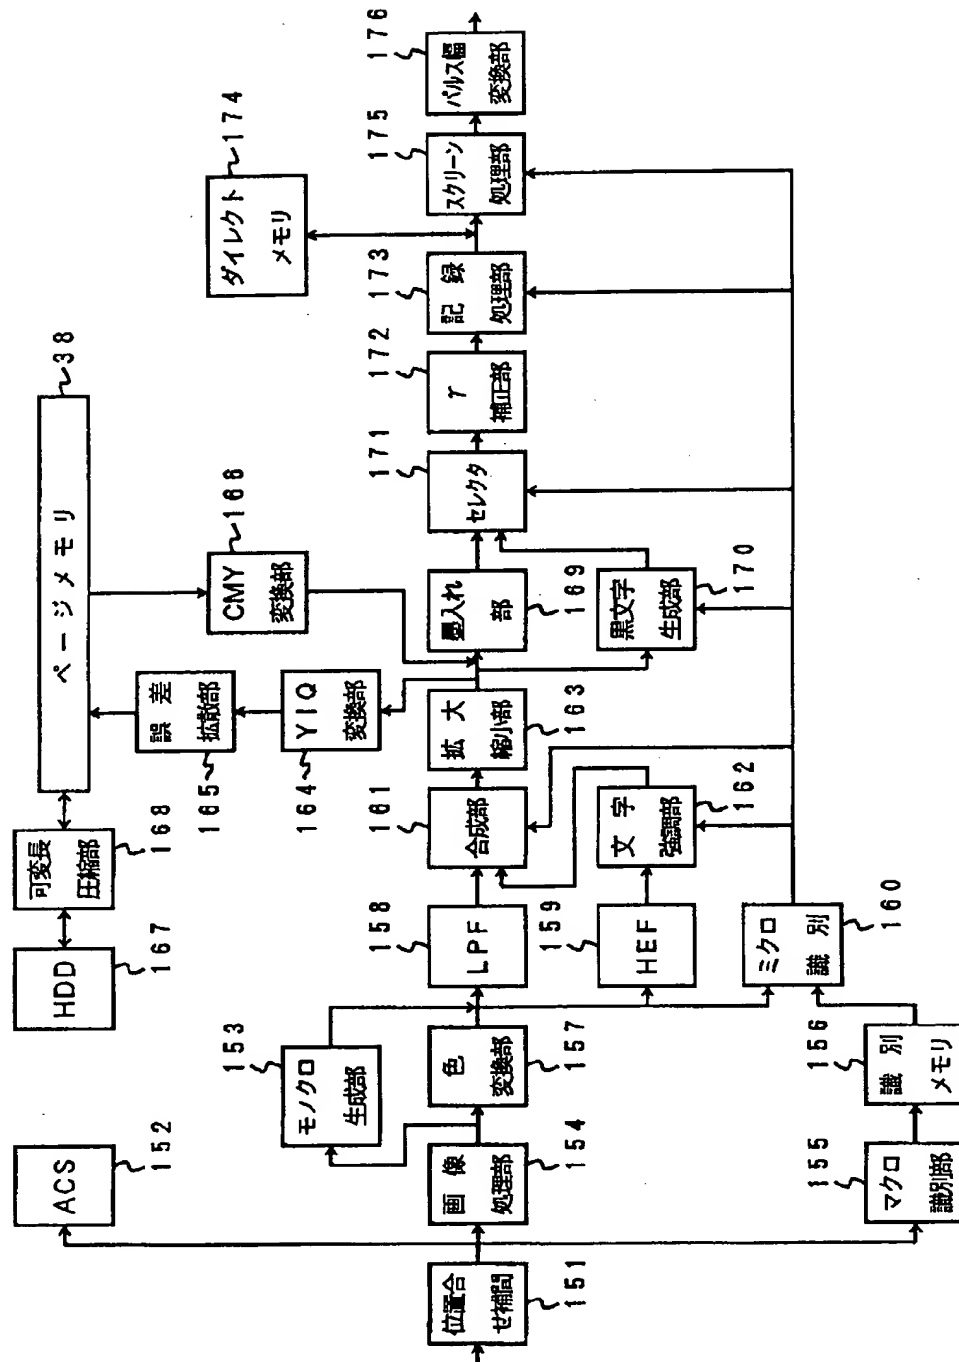 ページメモリ
38
HDD
167
可変長
圧縮部
168
誤差
拡散部
165
YIQ
変換部
164
CMY
変換部
166
ダイレクト
メモリ
174
ACS
152
モノクロ
生成部
153
位置合
せ補間
151
画像
処理部
154
色
変換部
157
LPF
158
合成部
161
拡大
縮小部
163
墨入れ
部
169
セレクタ
171
γ
補正部
172
記録
処理部
173
スクリーン
処理部
175
パルス幅
変換部
176
HEF
159
文字
強調部
162
黒文字
生成部
170
マクロ
識別部
155
識別
メモリ
156
ミクロ
識別
160